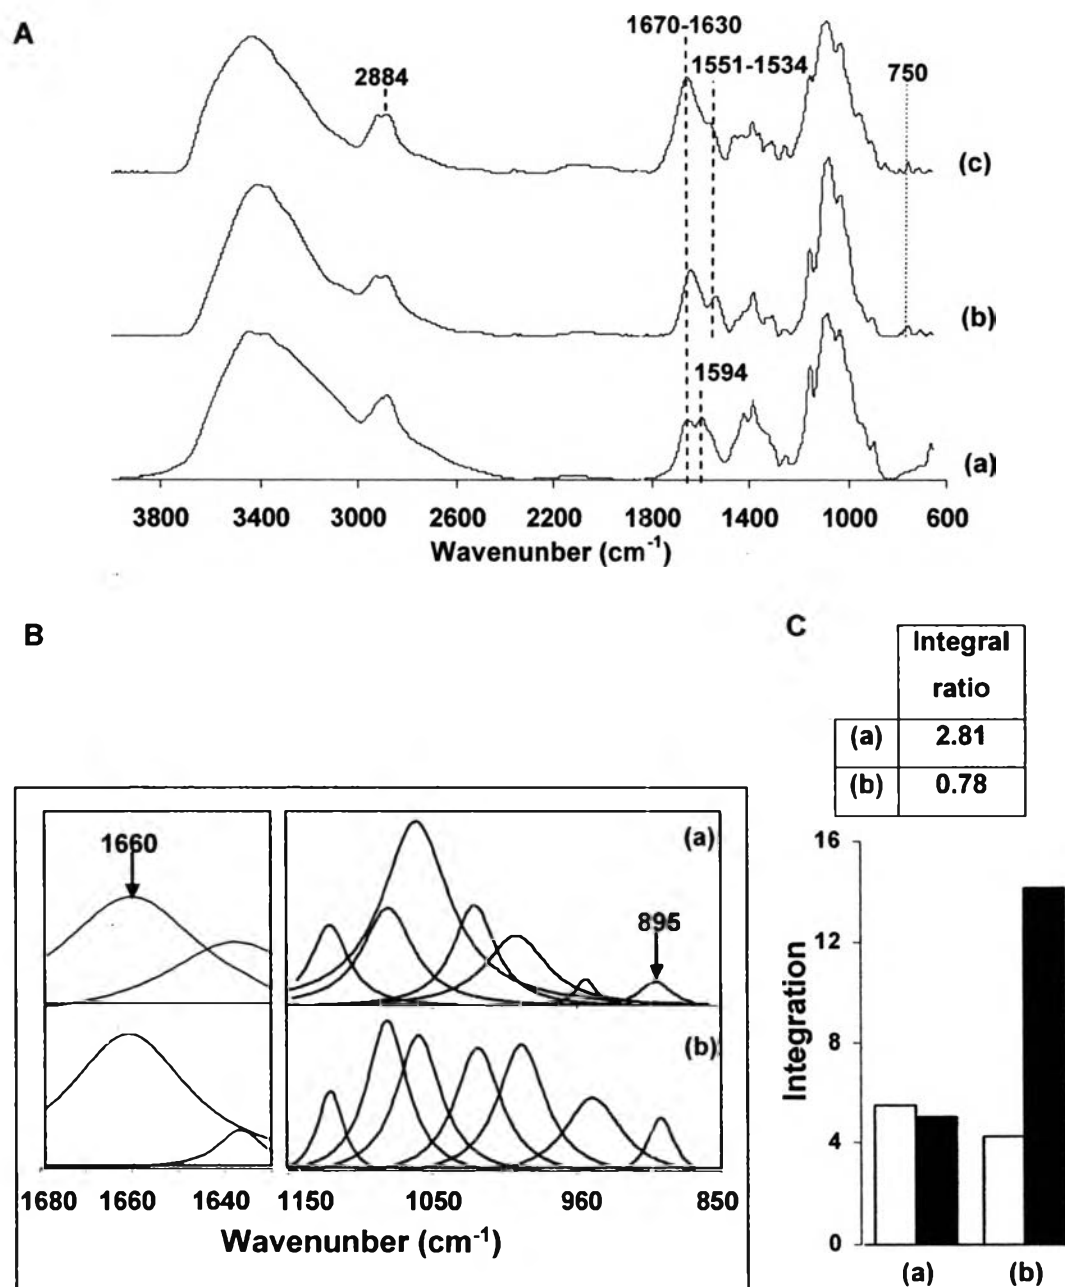 A
1670-1630
1551-1534
2884
750
(c)
(b)
1594
(a)
3800 3400 3000 2600 2200 1800 1400 1000 600
Wavenunber (cm-1)
B
C
Integral ratio
(a) 2.81
(b) 0.78
1660
(a)
895
(b)
1680 1660 1640 1150 1050 960 850
Wavenunber (cm-1)
16
12
8
4
0
Integration
(a) (b)